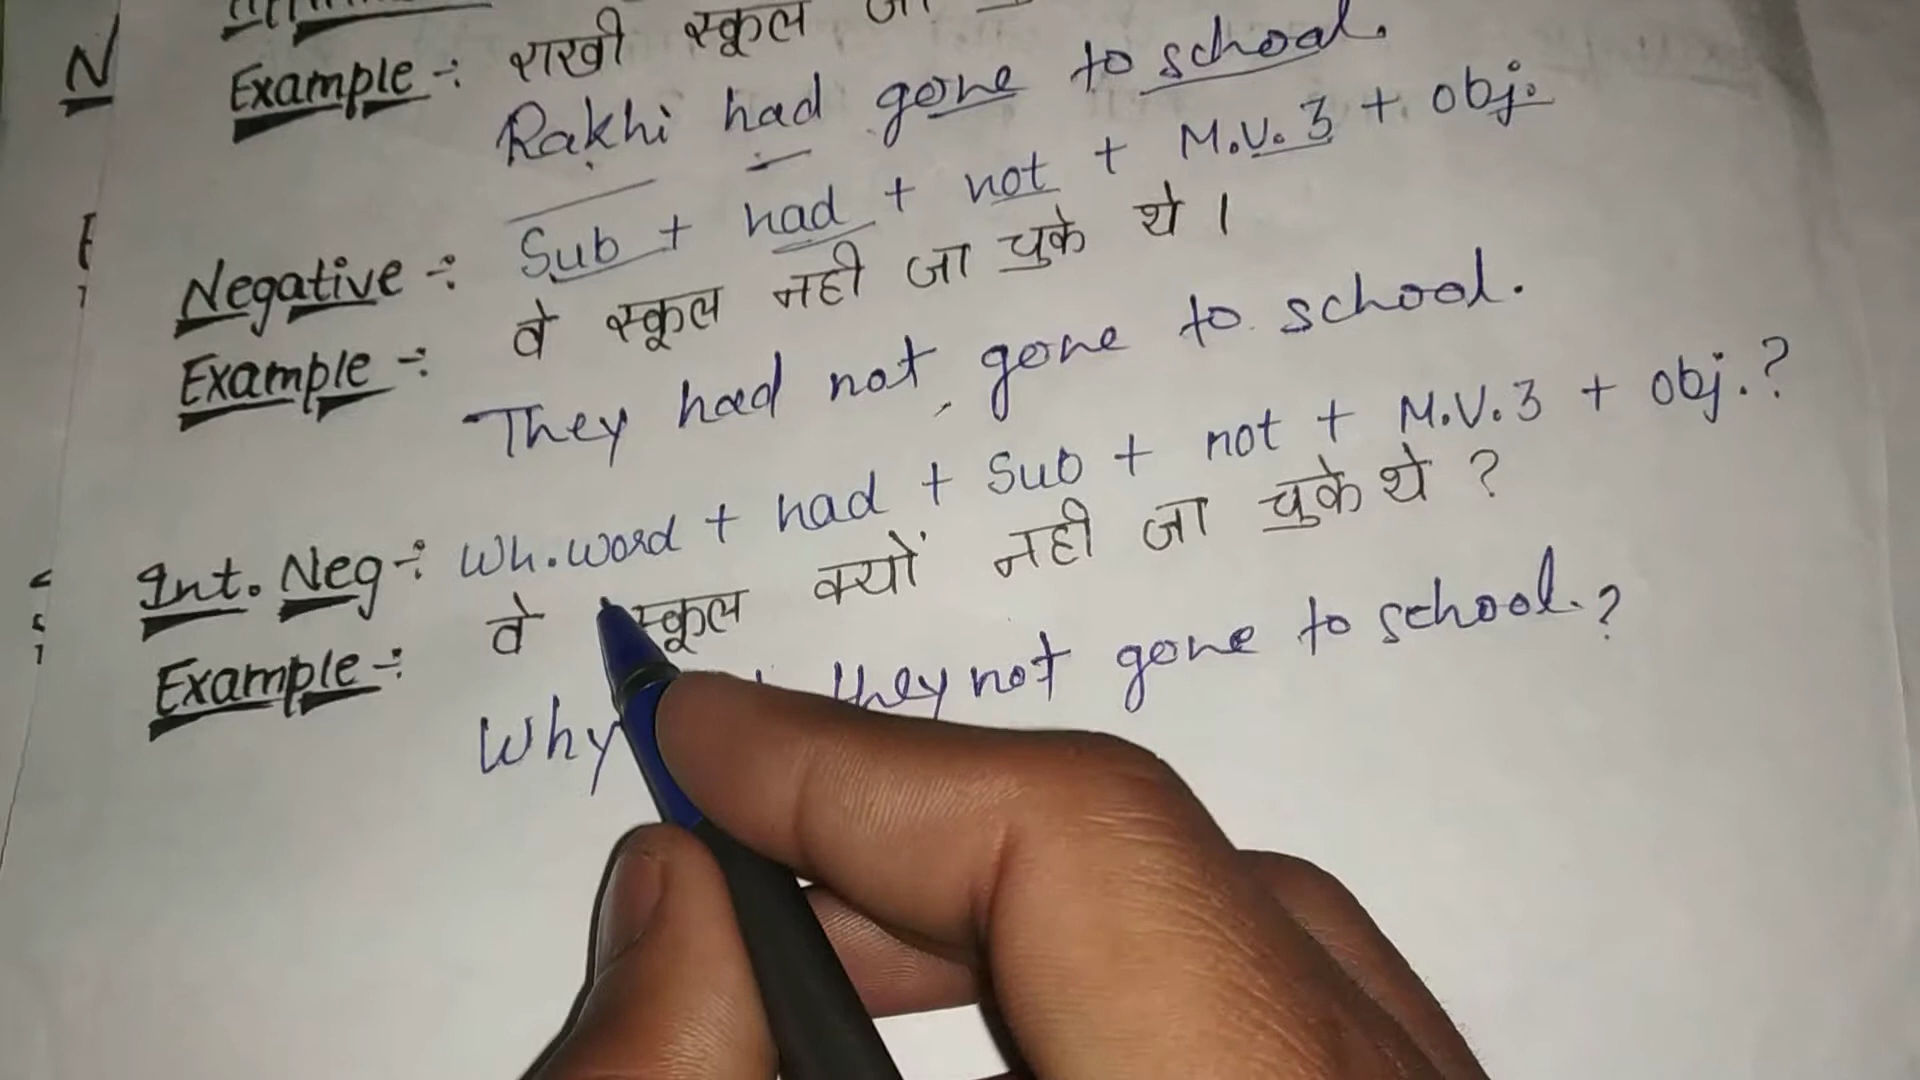 Example ÷ राखी स्कूल जा
Rakhi had gone to school.
Negative ÷ Sub + had + not + M.V.3 + obj.
Example ÷ वे स्कूल नही जा चुके थे ।
They had not gone to school.
Int. Neg ÷ Wh.word + had + Sub + not + M.V.3 + obj.?
Example ÷ वे स्कूल क्यों नही जा चुके थे ?
Why they not gone to school.?
N